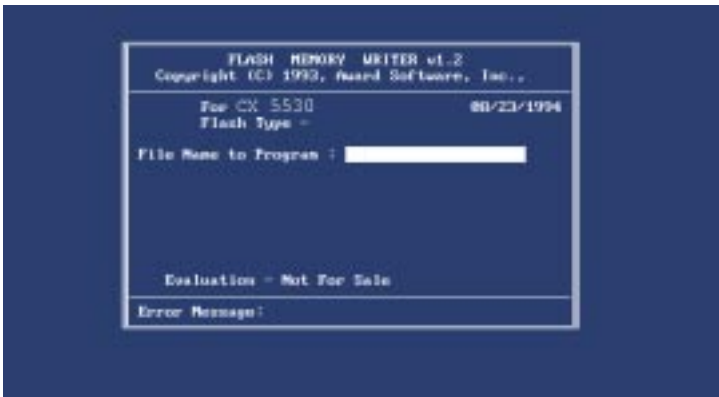 FLASH MEMORY WRITER v1.2
Copyright (C) 1993, Award Software, Inc.,
For CX 5530 08/23/1994
Flash Type -
File Name to Program :
Evaluation - Not For Sale
Error Message: